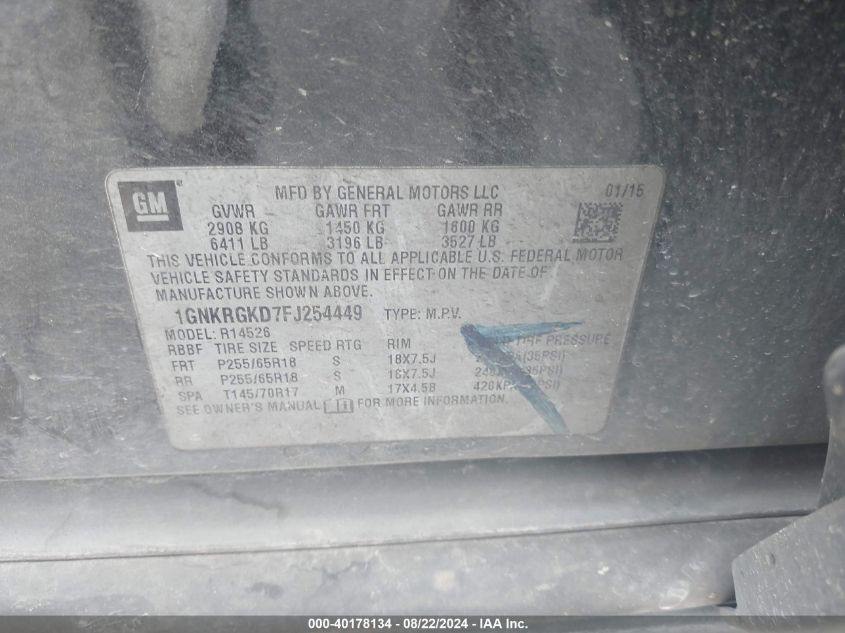 GM
MFD BY GENERAL MOTORS LLC 01/15
GVWR GAWR FRT GAWR RR
2908 KG 1450 KG 1600 KG
6411 LB 3196 LB 3527 LB
THIS VEHICLE CONFORMS TO ALL APPLICABLE U.S. FEDERAL MOTOR
VEHICLE SAFETY STANDARDS IN EFFECT ON THE DATE OF
MANUFACTURE SHOWN ABOVE.
1GNKRGKD7FJ254449 TYPE: M.P.V.
MODEL: R14526
RBBF TIRE SIZE SPEED RTG RIM TIRE PRESSURE
FRT P255/65R18 S 18X7.5J (35PSI)
RR P255/65R18 S 18X7.5J
SPA T145/70R17 M 17X4.5B
SEE OWNER'S MANUAL FOR MORE INFORMATION.
000-40178134 - 08/22/2024 - IAA Inc.